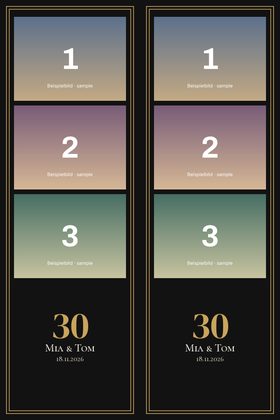 1
Beispielbild · sample
2
Beispielbild · sample
3
Beispielbild · sample
30
Mia & Tom
18.11.2026
1
Beispielbild · sample
2
Beispielbild · sample
3
Beispielbild · sample
30
Mia & Tom
18.11.2026